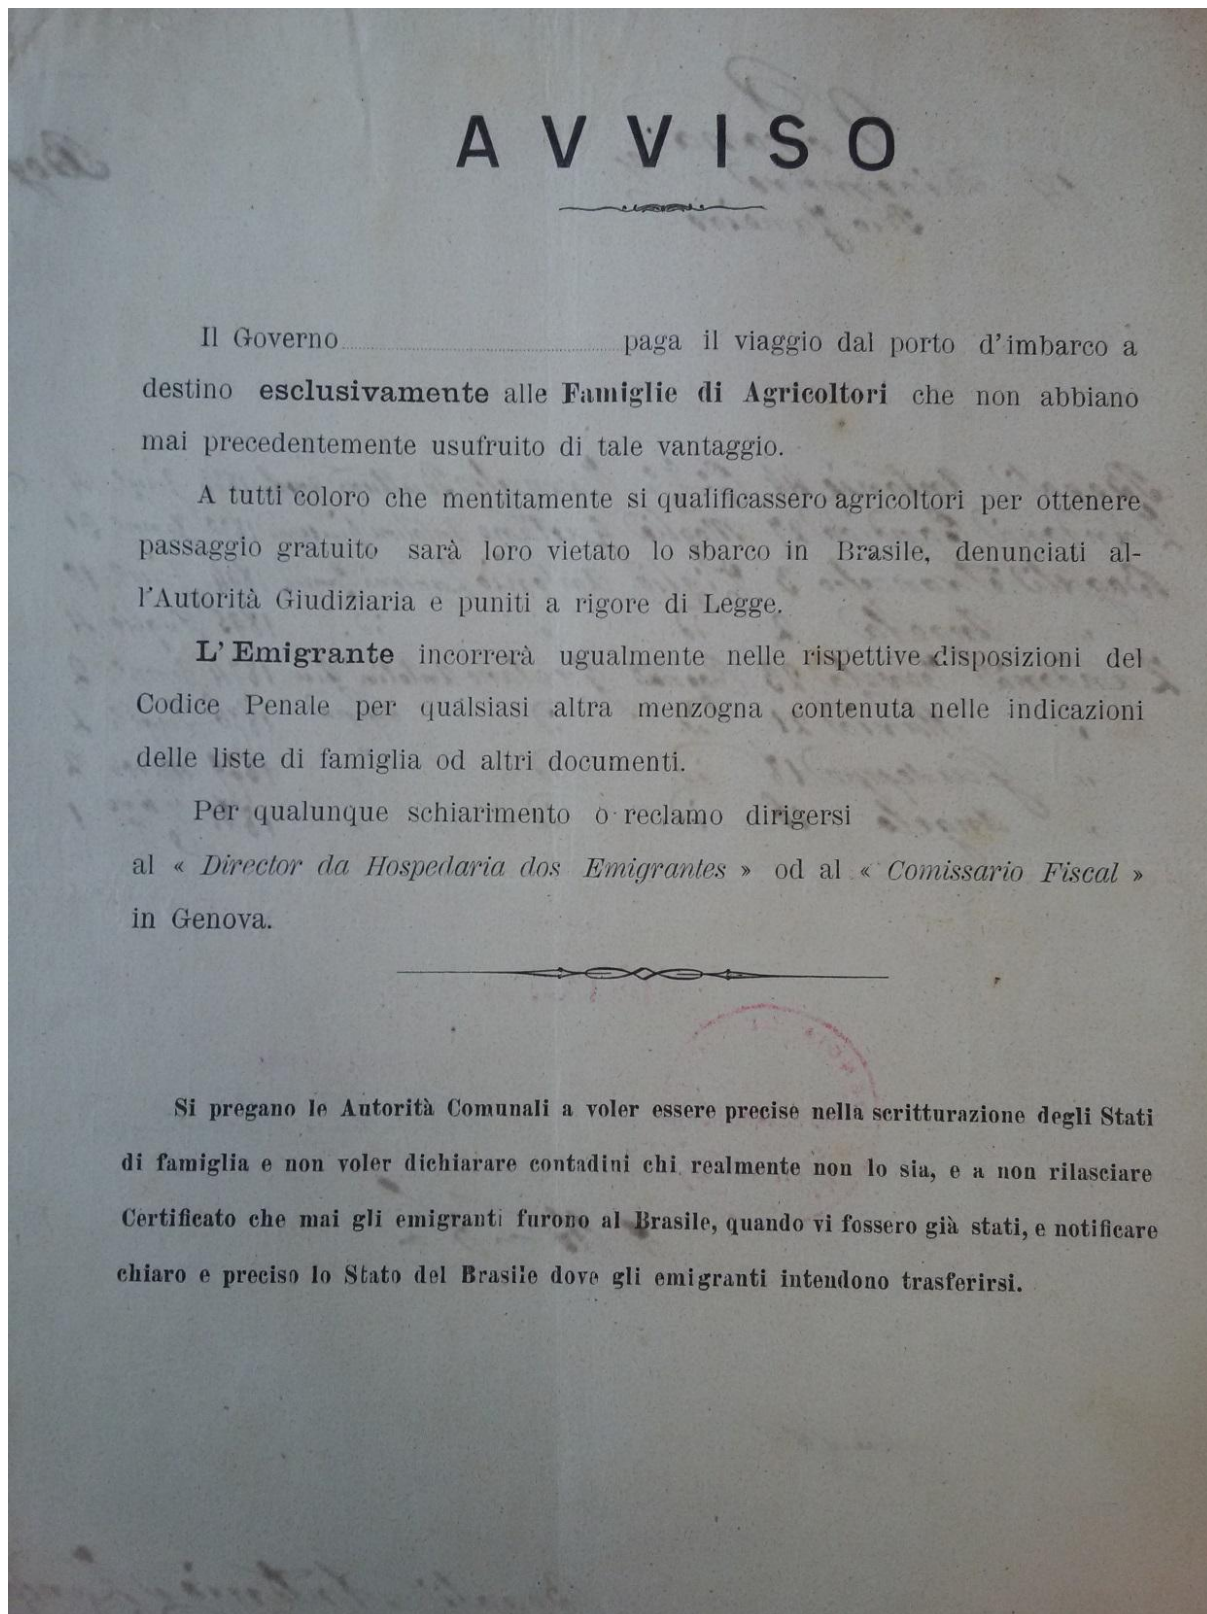 AVVISO
Il Governo........................................ paga il viaggio dal porto d'imbarco a
destino esclusivamente alle Famiglie di Agricoltori che non abbiano
mai precedentemente usufruito di tale vantaggio.
A tutti coloro che mentitamente si qualificassero agricoltori per ottenere
passaggio gratuito sarà loro vietato lo sbarco in Brasile, denunciati al-
l'Autorità Giudiziaria e puniti a rigore di Legge.
L'Emigrante incorrerà ugualmente nelle rispettive disposizioni del
Codice Penale per qualsiasi altra menzogna contenuta nelle indicazioni
delle liste di famiglia od altri documenti.
Per qualunque schiarimento o reclamo dirigersi
al « Director da Hospedaria dos Emigrantes » od al « Comissario Fiscal »
in Genova.
Si pregano le Autorità Comunali a voler essere precise nella scritturazione degli Stati
di famiglia e non voler dichiarare contadini chi realmente non lo sia, e a non rilasciare
Certificato che mai gli emigranti furono al Brasile, quando vi fossero già stati, e notificare
chiaro e preciso lo Stato del Brasile dove gli emigranti intendono trasferirsi.